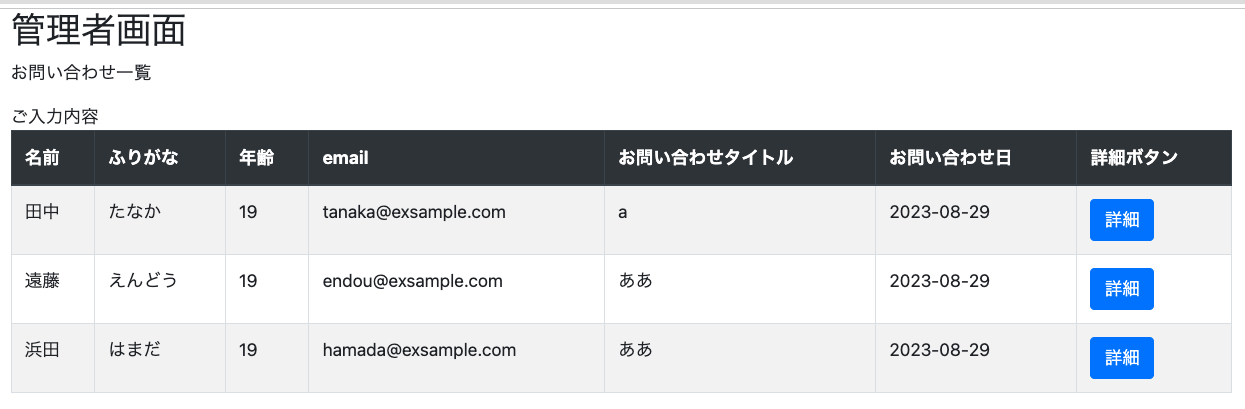 管理者画面
お問い合わせ一覧
ご入力内容
名前 ふりがな 年齢 email お問い合わせタイトル お問い合わせ日 詳細ボタン
田中 たなか 19 tanaka@exsample.com a 2023-08-29 詳細
遠藤 えんどう 19 endou@exsample.com ああ 2023-08-29 詳細
浜田 はまだ 19 hamada@exsample.com ああ 2023-08-29 詳細